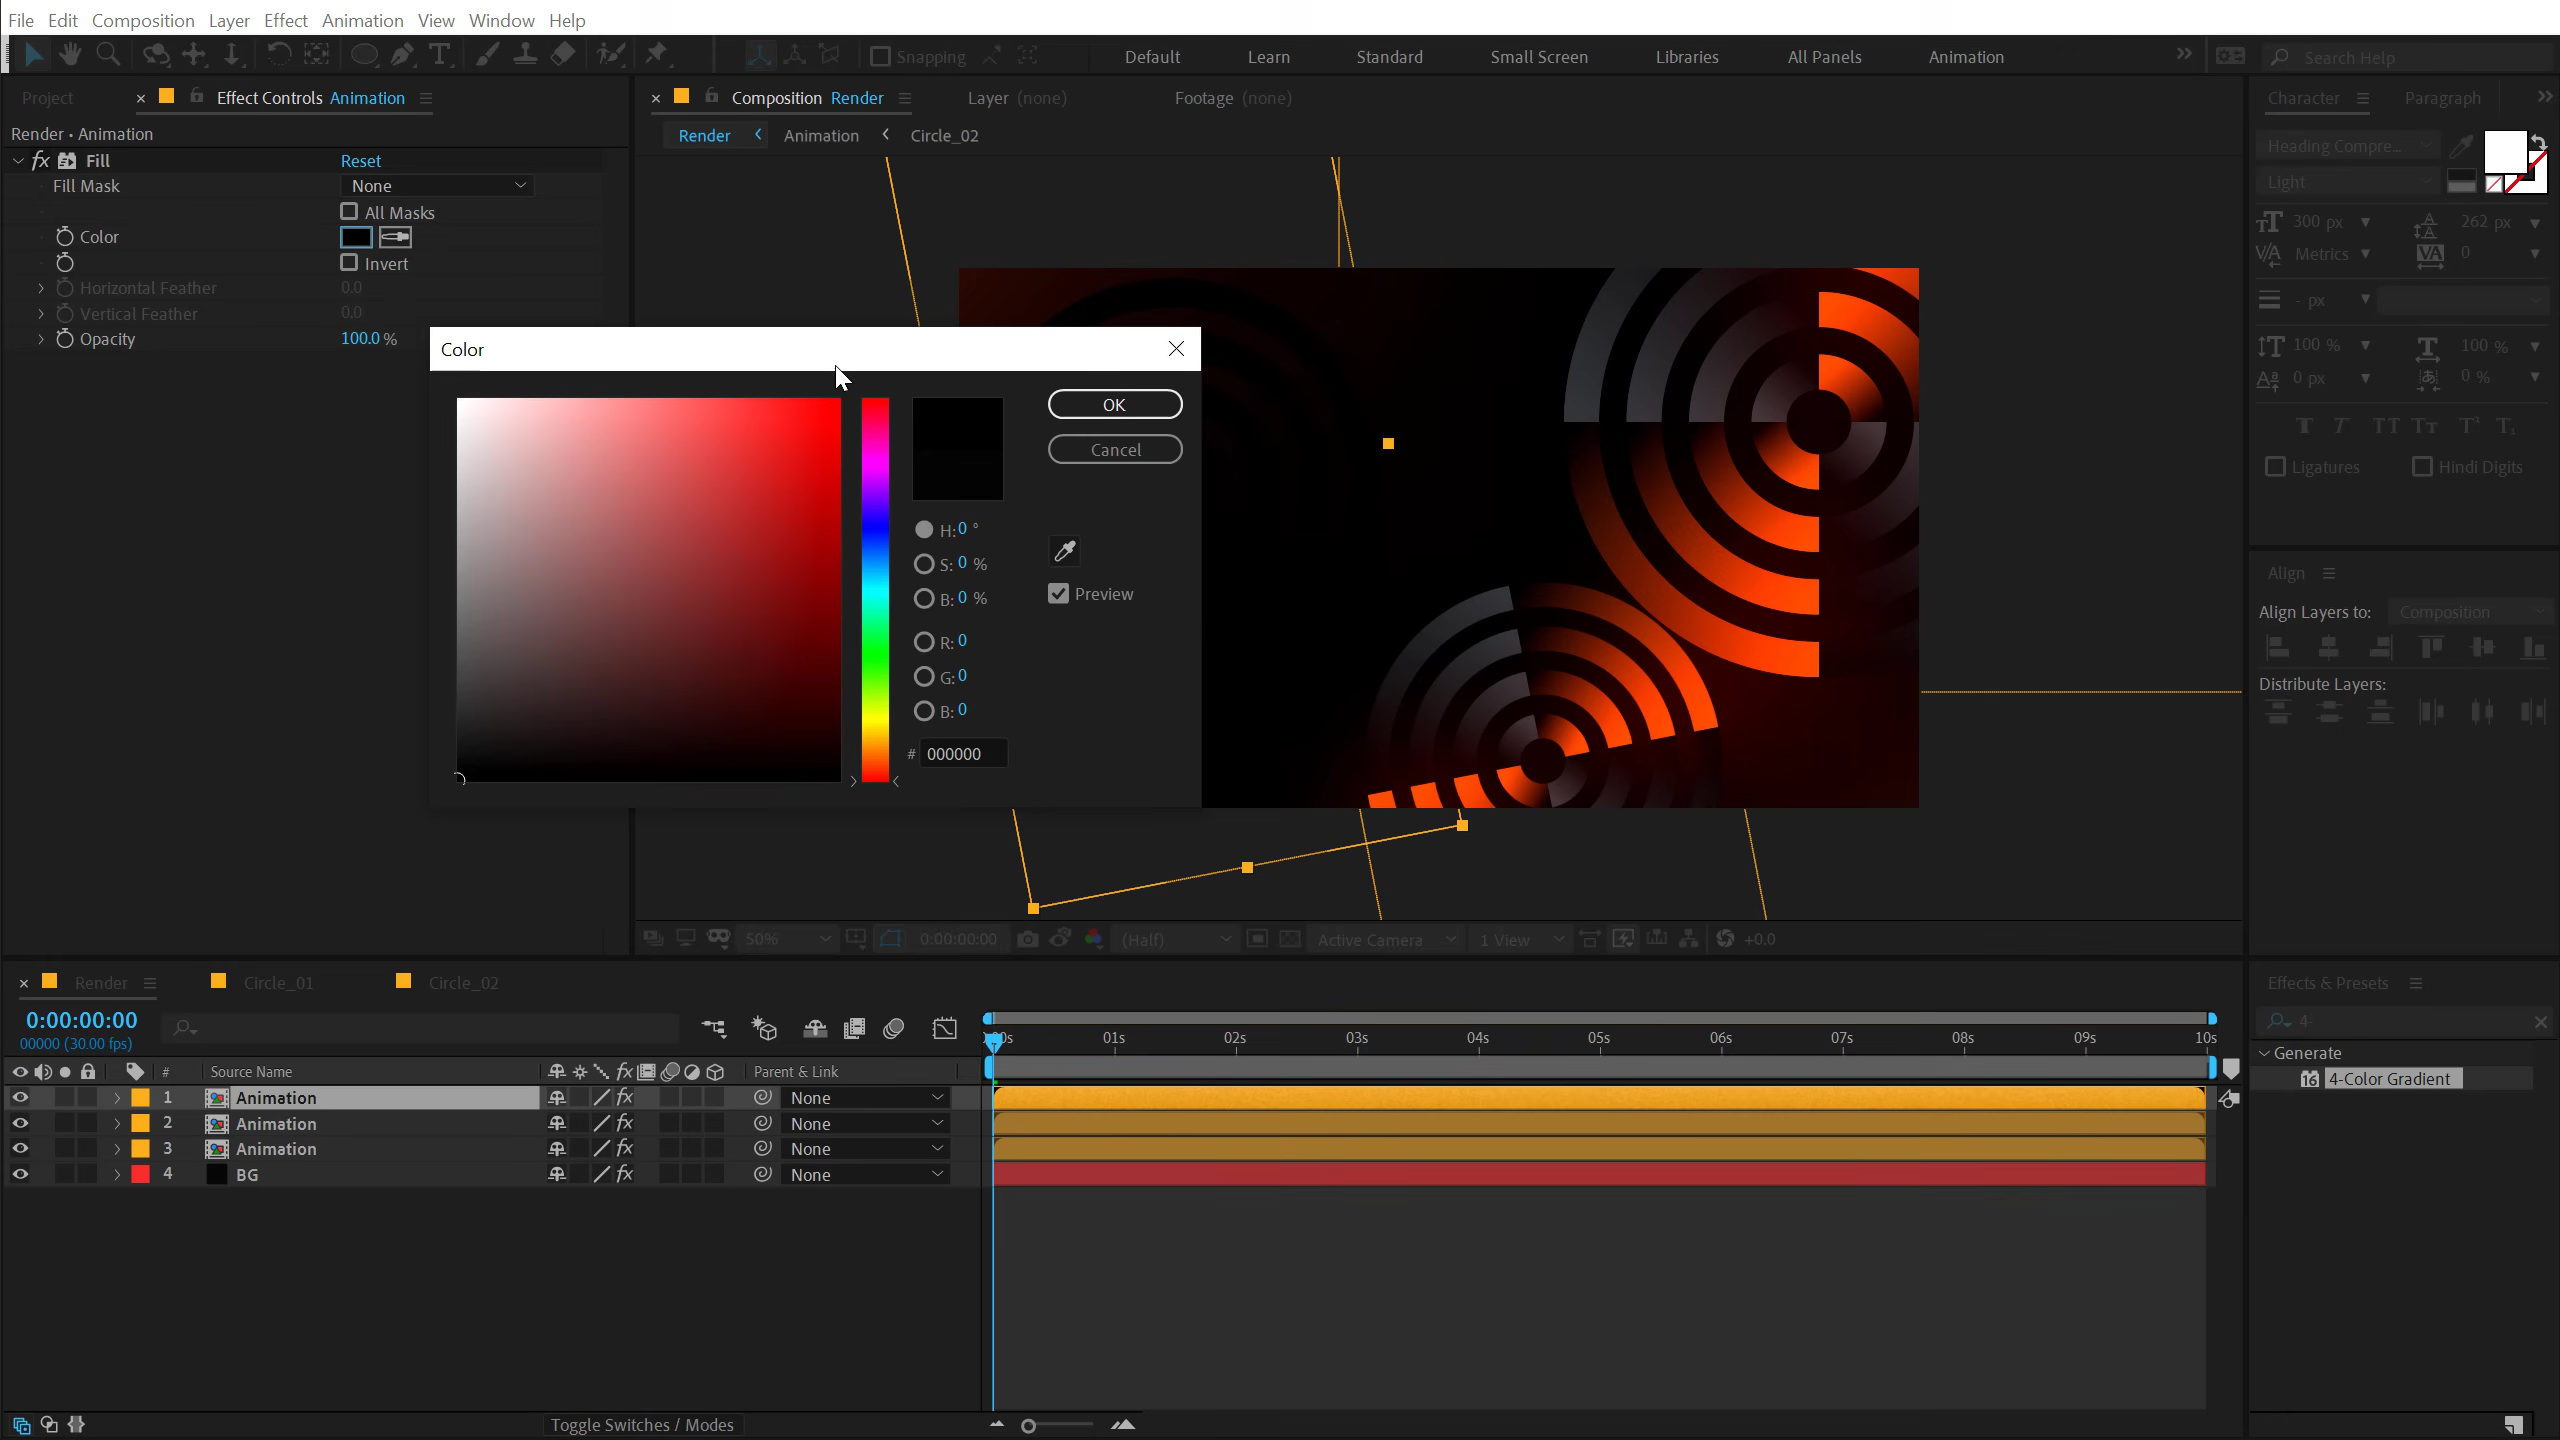 File Edit Composition Layer Effect Animation View Window Help
Snapping Default Learn Standard Small Screen Libraries All Panels Animation Search Help
Project Effect Controls Animation Composition Render Layer (none) Footage (none) Character Paragraph
Render • Animation
Render Animation Circle_02
Heading Compre...
Light
fx Fill Reset
Fill Mask None
All Masks
Color
Invert
Horizontal Feather 0.0
Vertical Feather 0.0
Opacity 100.0 %
300 px 262 px
Metrics 0
- px
100 % 100 %
0 px 0 %
Ligatures Hindi Digits
Color
OK
Cancel
H: 0 °
S: 0 %
B: 0 %
Preview
R: 0
G: 0
B: 0
# 000000
Align
Align Layers to: Composition
Distribute Layers:
50% 0:00:00:00 (Half) Active Camera 1 View +0.0
Render Circle_01 Circle_02
Effects & Presets
0:00:00:00
00000 (30.00 fps)
4-
00s 01s 02s 03s 04s 05s 06s 07s 08s 09s 10s
Generate
4-Color Gradient
# Source Name fx Parent & Link
1 Animation fx None
2 Animation fx None
3 Animation fx None
4 BG fx None
Toggle Switches / Modes